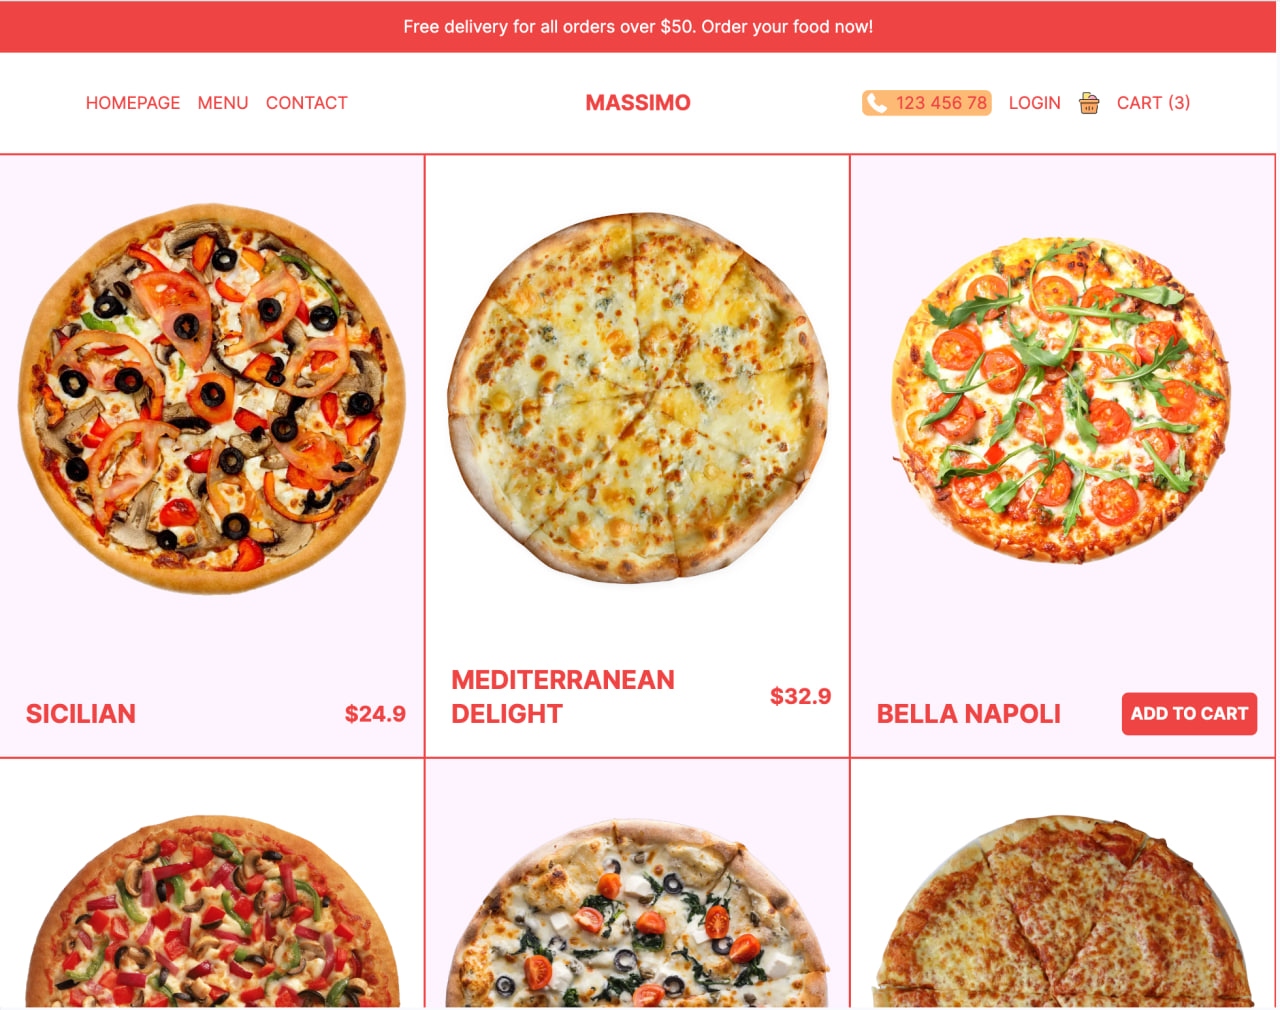 Free delivery for all orders over $50. Order your food now!
HOMEPAGE MENU CONTACT MASSIMO 123 456 78 LOGIN CART (3)
SICILIAN $24.9
MEDITERRANEAN
DELIGHT $32.9
BELLA NAPOLI ADD TO CART